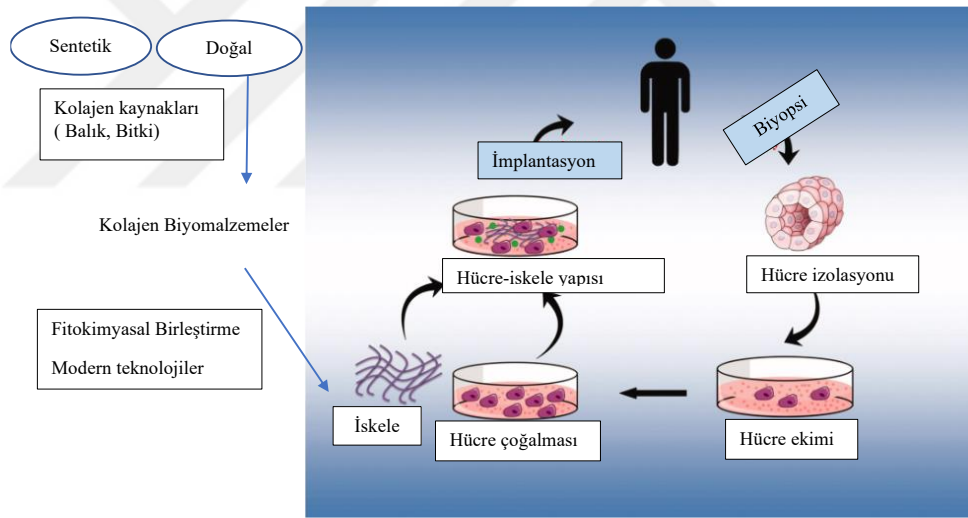 Sentetik
Doğal
Kolajen kaynakları
( Balık, Bitki)
Kolajen Biyomalzemeler
Fitokimyasal Birleştirme
Modern teknolojiler
Biyopsi
İmplantasyon
Hücre-iskele yapısı
Hücre izolasyonu
İskele
Hücre çoğalması
Hücre ekimi